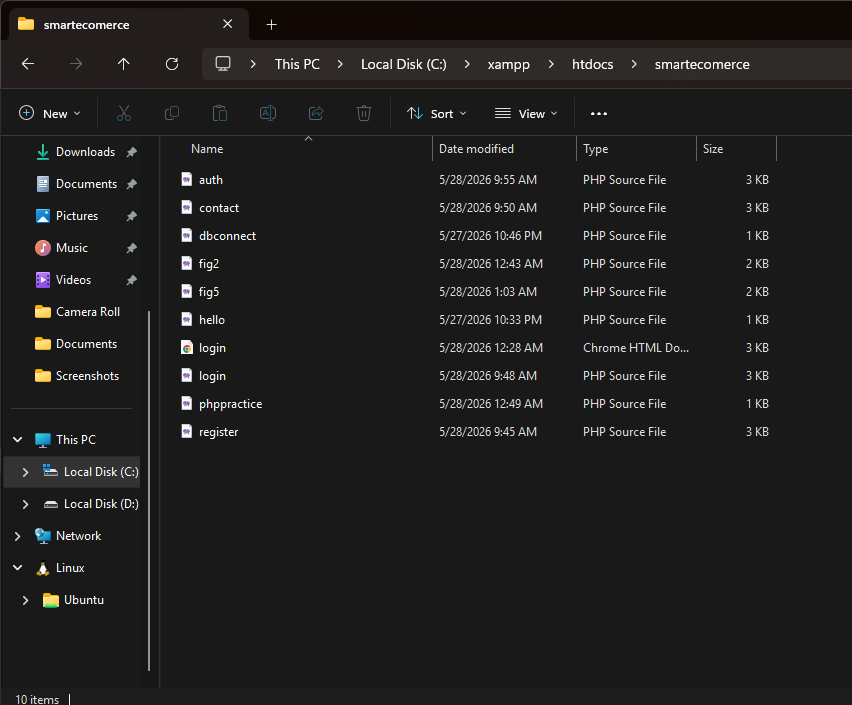 smartecomerce
This PC > Local Disk (C:) > xampp > htdocs > smartecomerce
New Sort View
Name Date modified Type Size
Downloads
Documents
Pictures
Music
Videos
Camera Roll
Documents
Screenshots
This PC
Local Disk (C:)
Local Disk (D:)
Network
Linux
Ubuntu
auth 5/28/2026 9:55 AM PHP Source File 3 KB
contact 5/28/2026 9:50 AM PHP Source File 3 KB
dbconnect 5/27/2026 10:46 PM PHP Source File 1 KB
fig2 5/28/2026 12:43 AM PHP Source File 2 KB
fig5 5/28/2026 1:03 AM PHP Source File 2 KB
hello 5/27/2026 10:33 PM PHP Source File 1 KB
login 5/28/2026 12:28 AM Chrome HTML Do... 3 KB
login 5/28/2026 9:48 AM PHP Source File 3 KB
phppractice 5/28/2026 12:49 AM PHP Source File 1 KB
register 5/28/2026 9:45 AM PHP Source File 3 KB
10 items